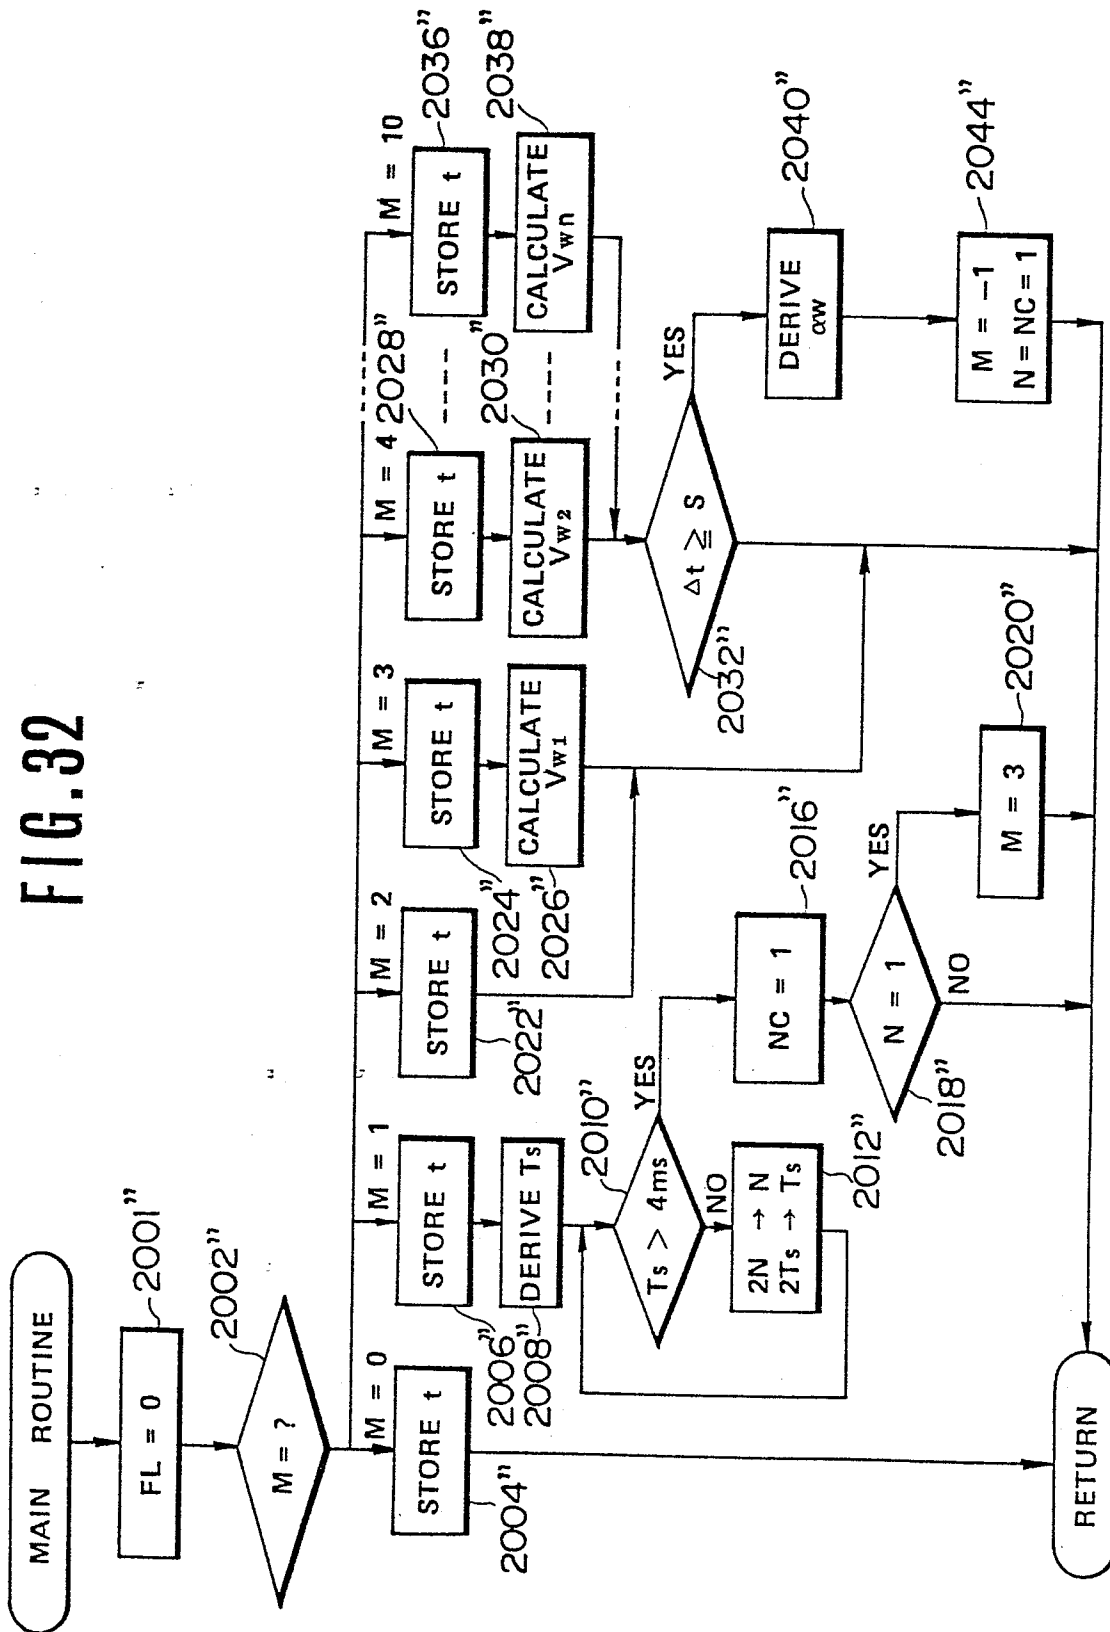 FIG.32
MAIN ROUTINE
FL = 0
2001"
M = ?
2002"
M = 0
STORE t
2004"
M = 1
STORE t
2006"
DERIVE Ts
2008"
Ts > 4ms
2010"
YES
NO
2N → N
2Ts → Ts
2012"
NC = 1
2016"
N = 1
2018"
YES
NO
M = 3
2020"
M = 2
STORE t
2022"
M = 3
STORE t
2024"
CALCULATE
Vw1
2026"
M = 4
STORE t
2028"
CALCULATE
Vw2
2030"
M = 10
STORE t
2036"
CALCULATE
Vwn
2038"
Δt ≧ S
2032"
YES
DERIVE
αw
2040"
M = -1
N = NC = 1
2044"
RETURN